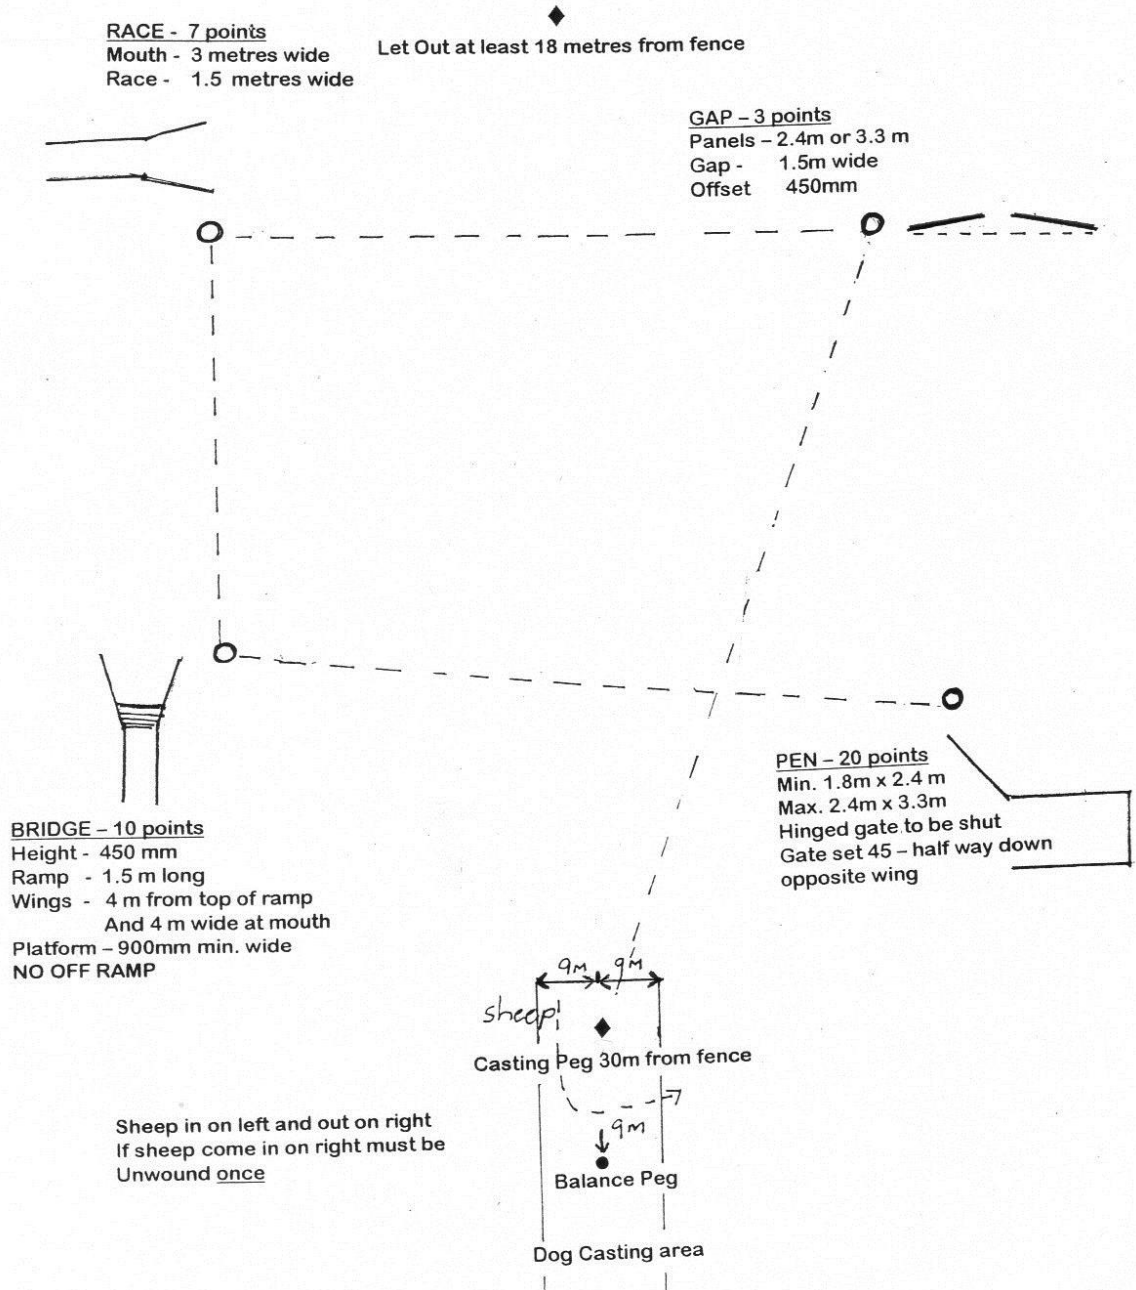 RACE - 7 points
Mouth - 3 metres wide
Race - 1.5 metres wide
Let Out at least 18 metres from fence
GAP – 3 points
Panels – 2.4m or 3.3 m
Gap - 1.5m wide
Offset 450mm
PEN – 20 points
Min. 1.8m x 2.4 m
Max. 2.4m x 3.3m
Hinged gate to be shut
Gate set 45 – half way down
opposite wing
BRIDGE – 10 points
Height - 450 mm
Ramp - 1.5 m long
Wings - 4 m from top of ramp
And 4 m wide at mouth
Platform – 900mm min. wide
NO OFF RAMP
9M 9M
sheep
Casting Peg 30m from fence
Sheep in on left and out on right
If sheep come in on right must be
Unwound once
9M
Balance Peg
Dog Casting area